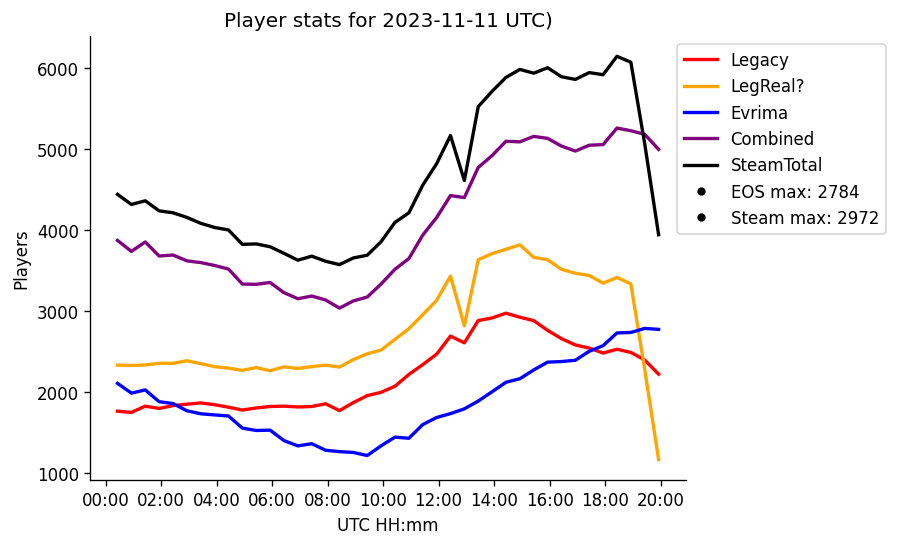 Player stats for 2023-11-11 UTC)
6000
5000
4000
3000
2000
1000
Players
00:00 02:00 04:00 06:00 08:00 10:00 12:00 14:00 16:00 18:00 20:00
UTC HH:mm
Legacy
LegReal?
Evrima
Combined
SteamTotal
EOS max: 2784
Steam max: 2972